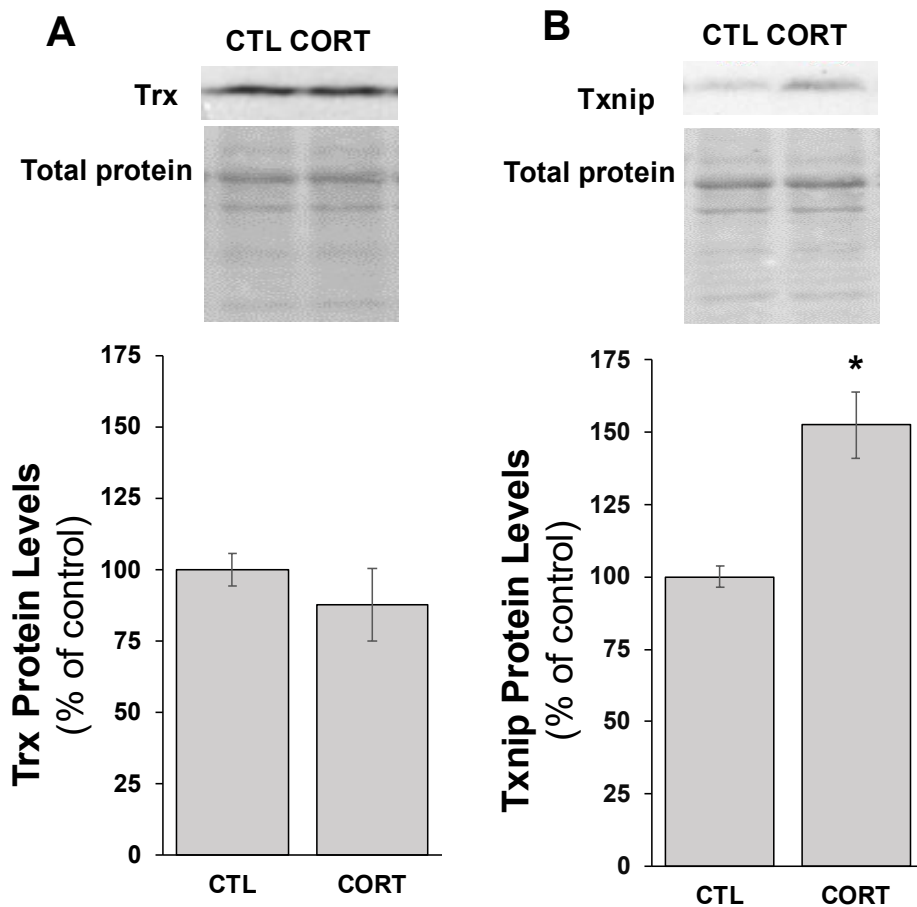 A
CTL CORT
Trx
Total protein
175
150
125
100
75
50
25
0
Trx Protein Levels
(% of control)
CTL
CORT
B
CTL CORT
Txnip
Total protein
175
150
125
100
75
50
25
0
Txnip Protein Levels
(% of control)
*
CTL
CORT